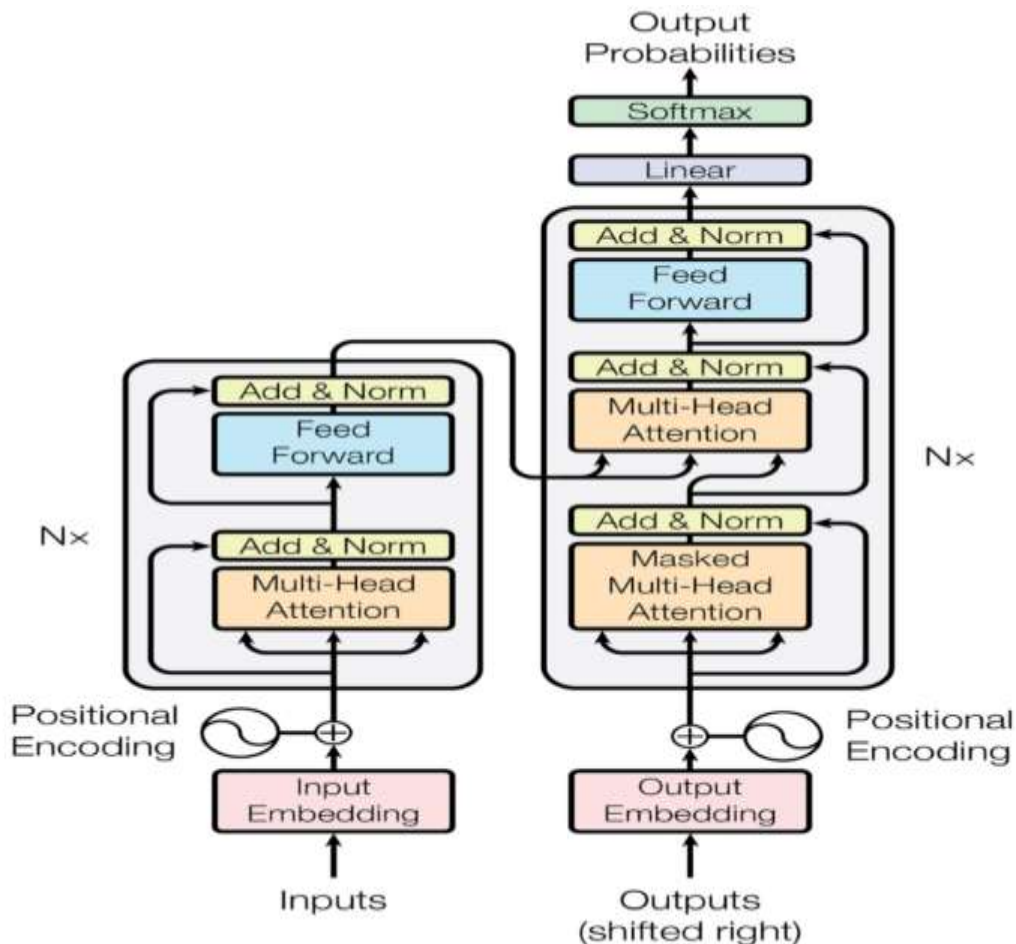 Output
Probabilities
Softmax
Linear
Add & Norm
Feed
Forward
Add & Norm
Multi-Head
Attention
Add & Norm
Masked
Multi-Head
Attention
Nx
Add & Norm
Feed
Forward
Add & Norm
Multi-Head
Attention
Nx
Positional
Encoding
Positional
Encoding
Input
Embedding
Output
Embedding
Inputs
Outputs
(shifted right)